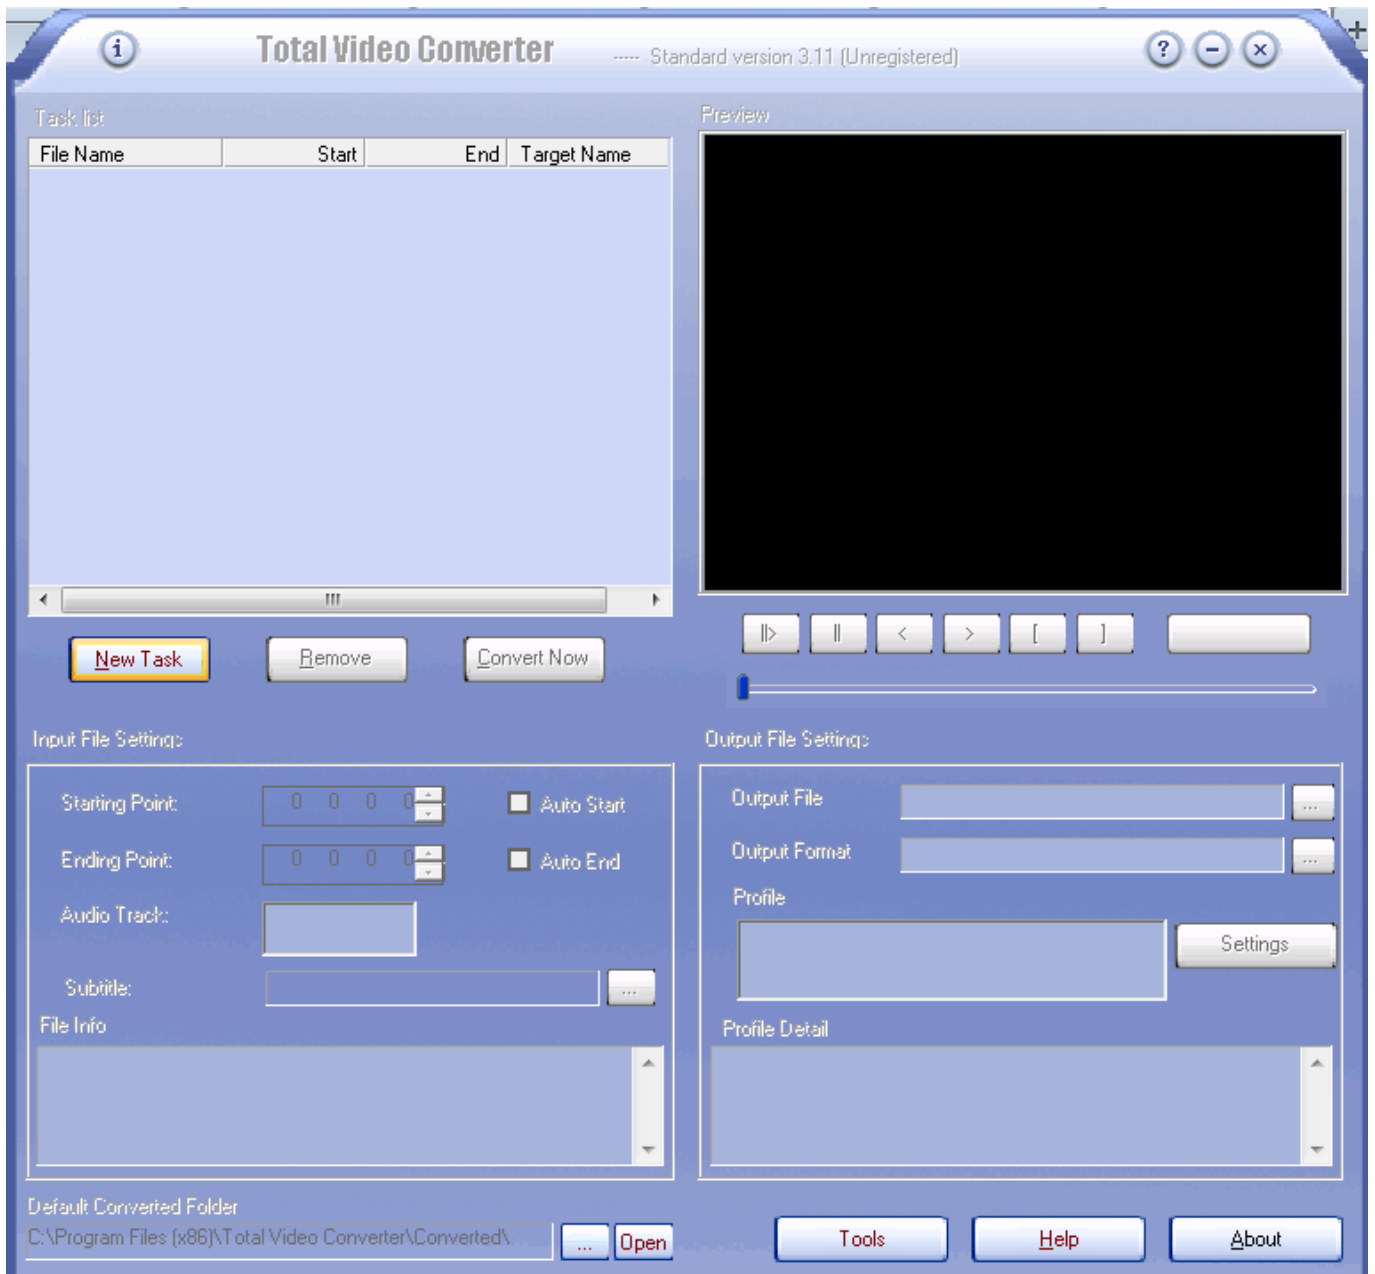 Total Video Converter ----- Standard version 3.11 (Unregistered)
Task list
File Name Start End Target Name
New Task Remove Convert Now
Preview
||> || < > [ ]
Input File Settings
Starting Point: 0 0 0 0 Auto Start
Ending Point: 0 0 0 0 Auto End
Audio Track:
Subtitle: ...
File Info
Output File Settings
Output File ...
Output Format ...
Profile
Settings
Profile Detail
Default Converted Folder
C:\Program Files (x86)\Total Video Converter\Converted\ ... Open
Tools Help About